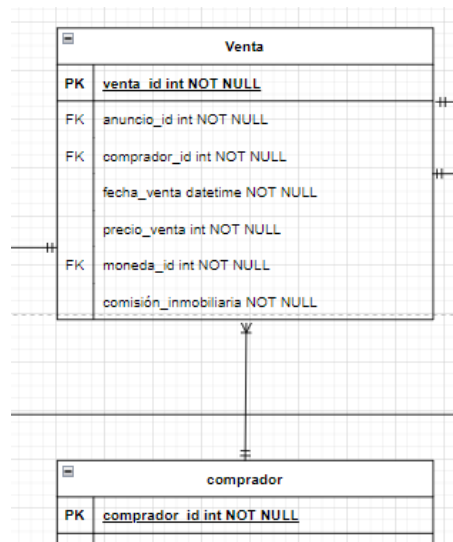 Venta
PK venta_id int NOT NULL
FK anuncio_id int NOT NULL
FK comprador_id int NOT NULL
fecha_venta datetime NOT NULL
precio_venta int NOT NULL
FK moneda_id int NOT NULL
comisión_inmobiliaria NOT NULL
comprador
PK comprador_id int NOT NULL